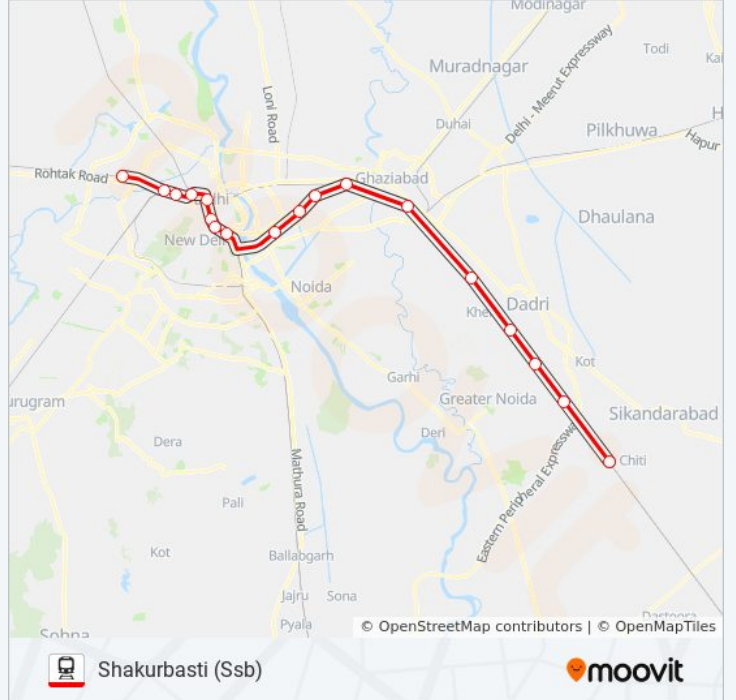 Modinagar
Todi
Kai
Muradnagar
Loni Road
Delhi - Meerut Expressway
Duhai
Pilkhuwa
H
Hapur
Rohtak Road
Ghaziabad
lhi
Dhaulana
New Del
Noida
Dadri
Khe
Kot
Garhi
Greater Noida
urugram
Sikandarabad
Deri
Dera
Chiti
Mathura Road
Eastern Peripheral Expressway
Pali
Kot
Ballabgarh
Jajru
Sona
Pyala
Sohna
© OpenStreetMap contributors | © OpenMapTiles
Shakurbasti (Ssb)
moovit